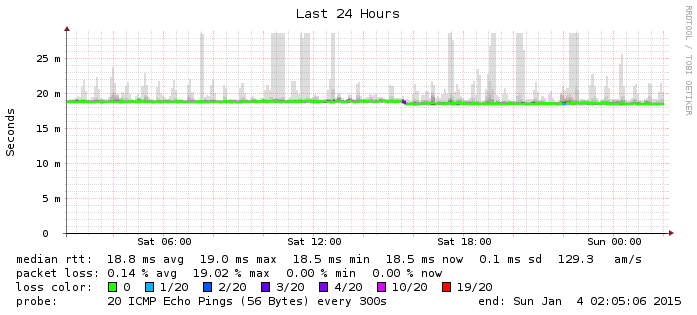 Last 24 Hours
RRDTOOL / TOBI OETIKER
Seconds
25 m
20 m
15 m
10 m
5 m
0
Sat 06:00 Sat 12:00 Sat 18:00 Sun 00:00
median rtt: 18.8 ms avg 19.0 ms max 18.5 ms min 18.5 ms now 0.1 ms sd 129.3 am/s
packet loss: 0.14 % avg 19.02 % max 0.00 % min 0.00 % now
loss color: 0 1/20 2/20 3/20 4/20 10/20 19/20
probe: 20 ICMP Echo Pings (56 Bytes) every 300s end: Sun Jan 4 02:05:06 2015